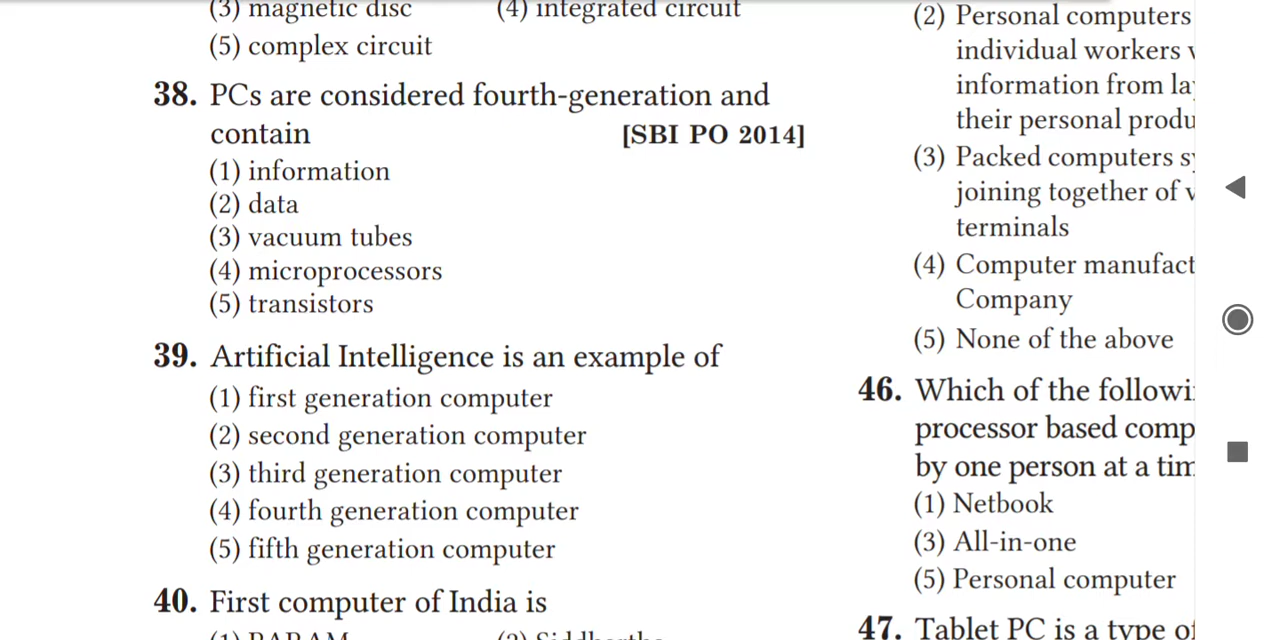 (3) magnetic disc (4) integrated circuit
(5) complex circuit
38. PCs are considered fourth-generation and
contain [SBI PO 2014]
(1) information
(2) data
(3) vacuum tubes
(4) microprocessors
(5) transistors
39. Artificial Intelligence is an example of
(1) first generation computer
(2) second generation computer
(3) third generation computer
(4) fourth generation computer
(5) fifth generation computer
40. First computer of India is
(1) PARAM (2) Siddhartha
(2) Personal computers
individual workers
information from
their personal
(3) Packed computers
joining together of
terminals
(4) Computer
Company
(5) None of the above
46. Which of the
processor based
by one person at a
(1) Netbook
(3) All-in-one
(5) Personal computer
47. Tablet PC is a type